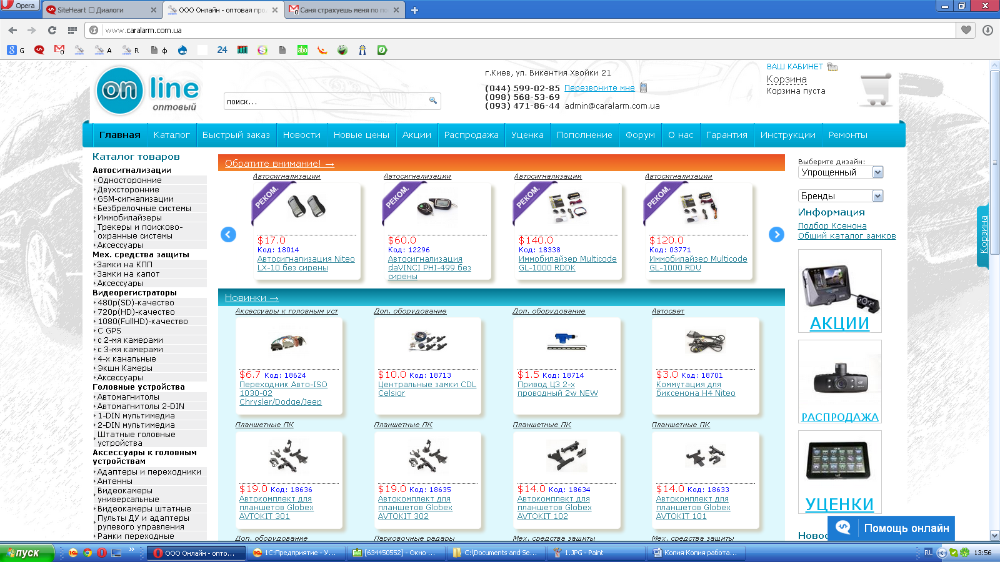 Opera
SiteHeart □ Диалоги
ООО Онлайн - оптовая про
Саня страхуешь меня по по
www.caralarm.com.ua
G
A
R
ф
24
abo
on line
оптовый
поиск...
г.Киев, ул. Викентия Хвойки 21
(044) 599-02-85 Перезвоните мне
(098) 568-53-69
(093) 471-86-44 admin@caralarm.com.ua
ВАШ КАБИНЕТ
Корзина
Корзина пуста
Главная
Каталог
Быстрый заказ
Новости
Новые цены
Акции
Распродажа
Уценка
Пополнение
Форум
О нас
Гарантия
Инструкции
Ремонты
Каталог товаров
Автосигнализации
Односторонние
Двухсторонние
GSM-сигнализации
Безбрелочные системы
Иммобилайзеры
Трекеры и поисково-
охранные системы
Аксессуары
Мех. средства защиты
Замки на КПП
Замки на капот
Аксессуары
Видеорегистраторы
480p(SD)-качество
720p(HD)-качество
1080(FullHD)-качество
С GPS
с 2-мя камерами
с 3-мя камерами
4-х канальные
Экшн Камеры
Аксессуары
Головные устройства
Автомагнитолы
Автомагнитолы 2-DIN
1-DIN мультимедиа
2-DIN мультимедиа
Штатные головные
устройства
Аксессуары к головным
устройствам
Адаптеры и переходники
Антенны
Видеокамеры
универсальные
Видеокамеры штатные
Пульты ДУ и адаптеры
рулевого управления
Рамки переходные
Обратите внимание! →
Автосигнализации
РЕКОМ.
$17.0
Код: 18014
Автосигнализация Niteo
LX-10 без сирены
Автосигнализации
РЕКОМ.
$60.0
Код: 12296
Автосигнализация
daVINCI PHI-499 без
сирены
Автосигнализации
РЕКОМ.
$140.0
Код: 18338
Иммобилайзер Multicode
GL-1000 RDDK
Автосигнализации
РЕКОМ.
$120.0
Код: 03771
Иммобилайзер Multicode
GL-1000 RDU
Новинки →
Аксессуары к головным уст
$6.7 Код: 18624
Переходник Авто-ISO
1030-02
Chrysler/Dodge/Jeep
Доп. оборудование
$10.0 Код: 18713
Центральные замки CDL
Celsior
Доп. оборудование
$1.5 Код: 18714
Привод ЦЗ 2-х
проводный 2w NEW
Автосвет
$3.0 Код: 18701
Коммутация для
биксенона H4 Niteo
Планшетные ПК
$19.0 Код: 18636
Автокомплект для
планшетов Globex
AVTOKIT 301
Планшетные ПК
$19.0 Код: 18635
Автокомплект для
планшетов Globex
AVTOKIT 302
Планшетные ПК
$14.0 Код: 18634
Автокомплект для
планшетов Globex
AVTOKIT 102
Планшетные ПК
$14.0 Код: 18633
Автокомплект для
планшетов Globex
AVTOKIT 101
Доп. оборудование
Парковочные радары
Мех. средства защиты
Мех. средства защиты
Выберите дизайн:
Упрощенный
Бренды
Информация
Подбор Ксенона
Общий каталог замков
АКЦИИ
РАСПРОДАЖА
УЦЕНКИ
Новос
Корзина
Помощь онлайн
пуск
ООО Онлайн - опто...
1С:Предприятие - У...
[634450552] - Окно ...
C:\Documents and Se...
1.JPG - Paint
Копия Копия работа...
RL
13:56